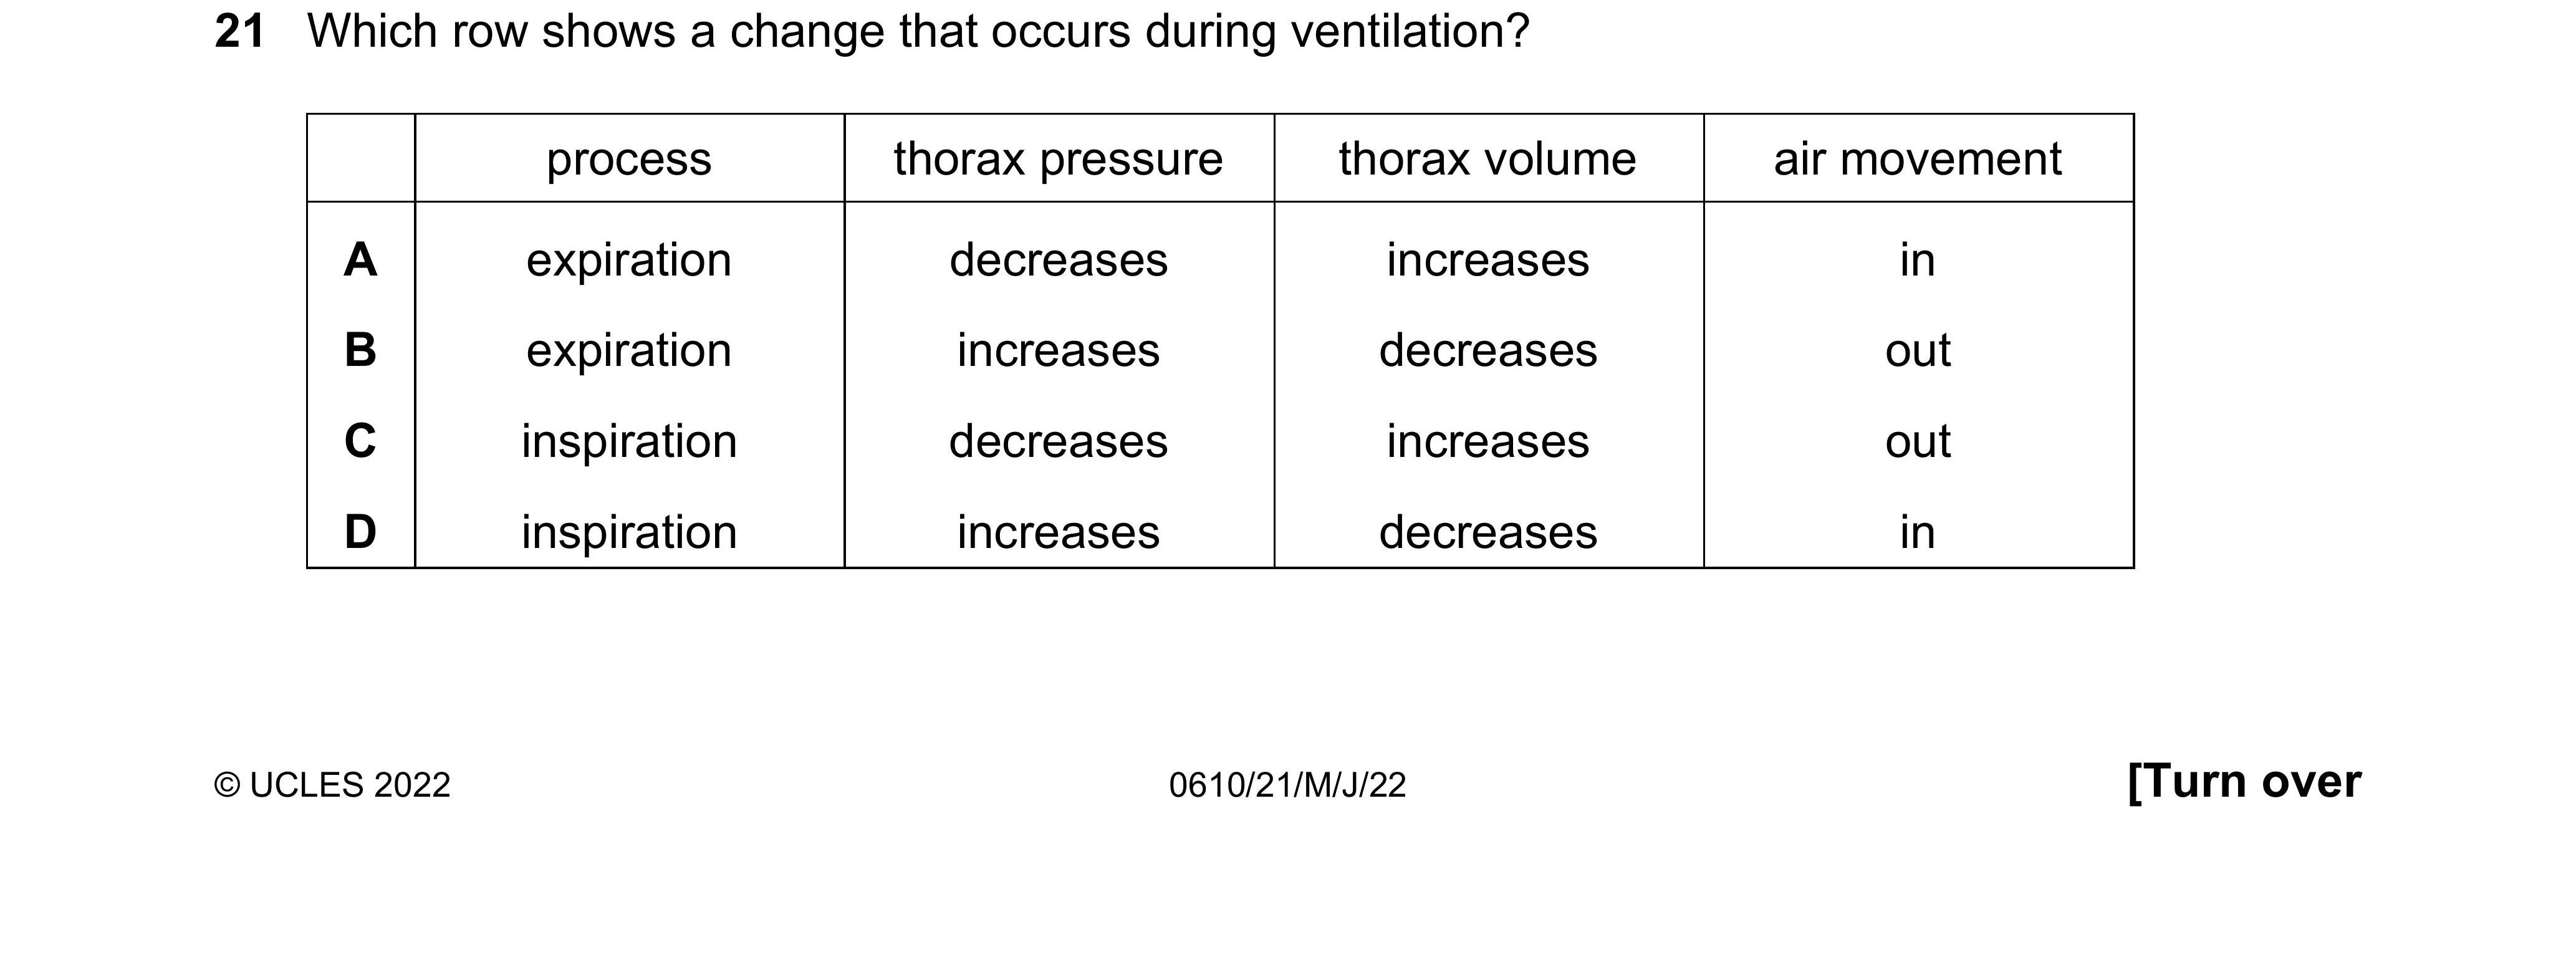 21 Which row shows a change that occurs during ventilation?
process thorax pressure thorax volume air movement
A expiration decreases increases in
B expiration increases decreases out
C inspiration decreases increases out
D inspiration increases decreases in
© UCLES 2022 0610/21/M/J/22 [Turn over